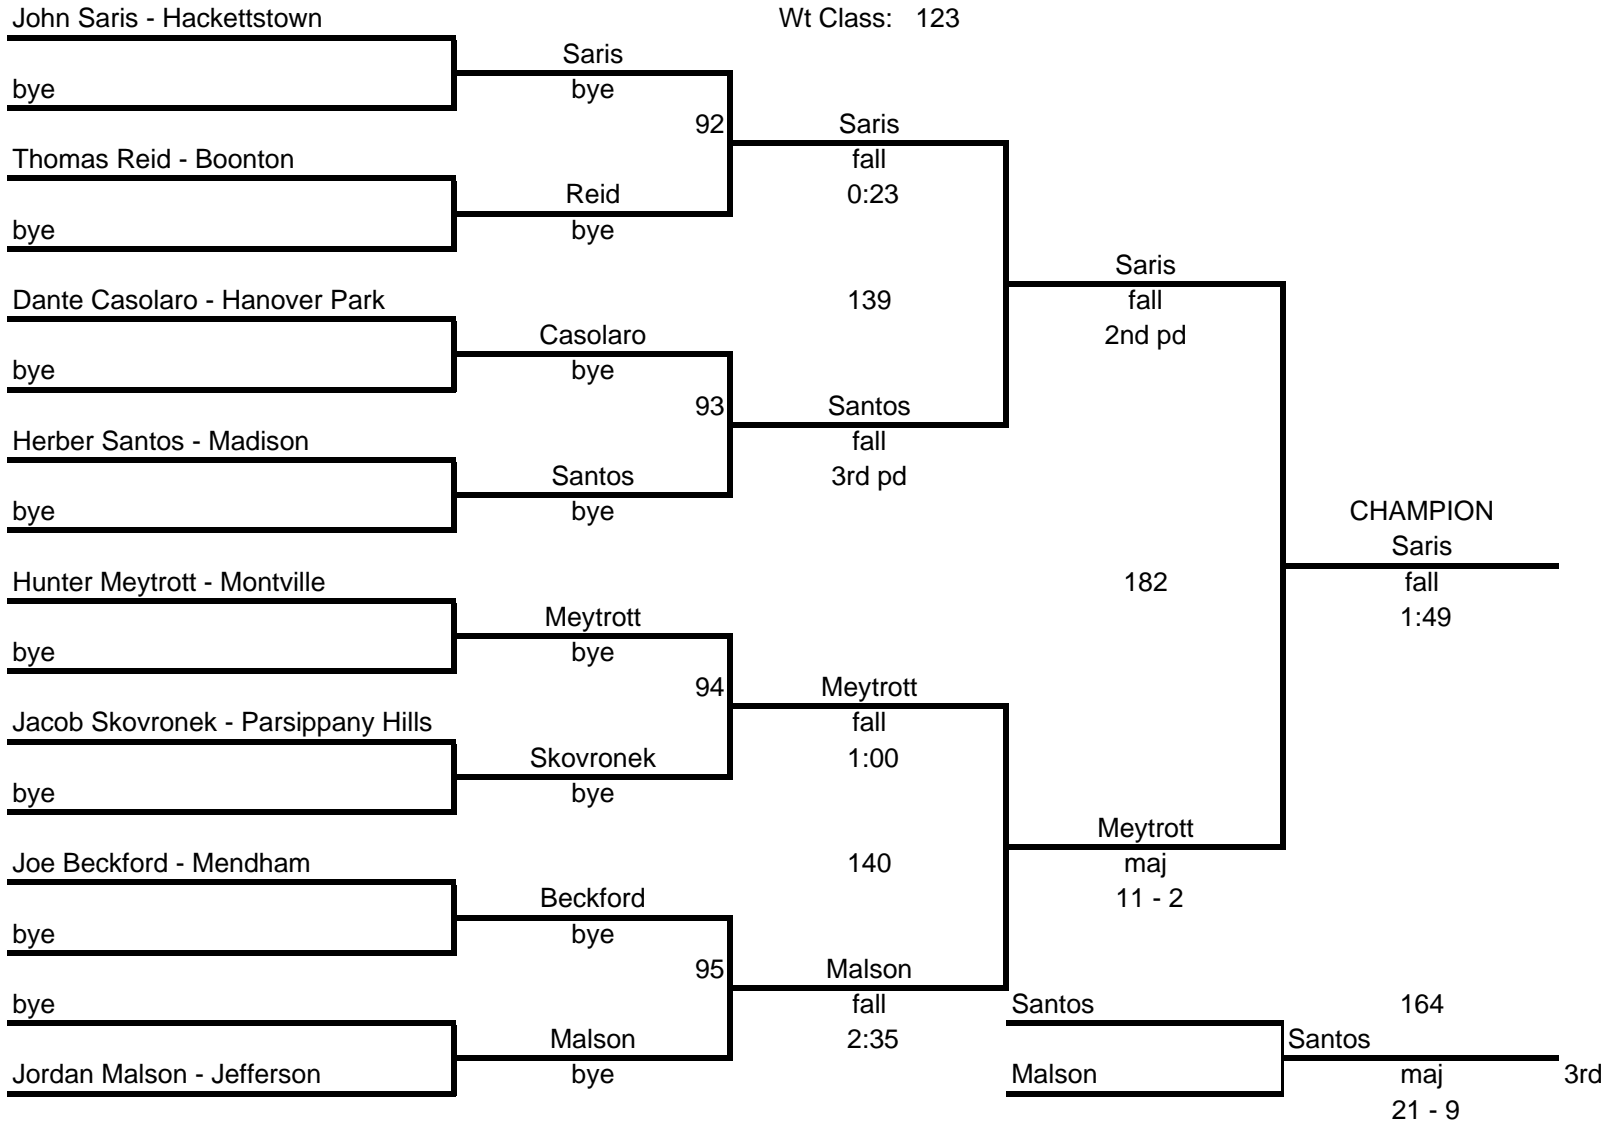 John Saris - Hackettstown
Wt Class: 123
Saris
bye
bye
92
Saris
Thomas Reid - Boonton
fall
Reid
0:23
bye
bye
Saris
Dante Casolaro - Hanover Park
139
fall
Casolaro
2nd pd
bye
bye
93
Santos
Herber Santos - Madison
fall
Santos
3rd pd
bye
bye
CHAMPION
Saris
Hunter Meytrott - Montville
182
fall
Meytrott
1:49
bye
bye
94
Meytrott
Jacob Skovronek - Parsippany Hills
fall
Skovronek
1:00
bye
bye
Meytrott
Joe Beckford - Mendham
140
maj
Beckford
11 - 2
bye
bye
95
Malson
bye
fall
Santos
164
Malson
2:35
Santos
Jordan Malson - Jefferson
bye
Malson
maj
3rd
21 - 9